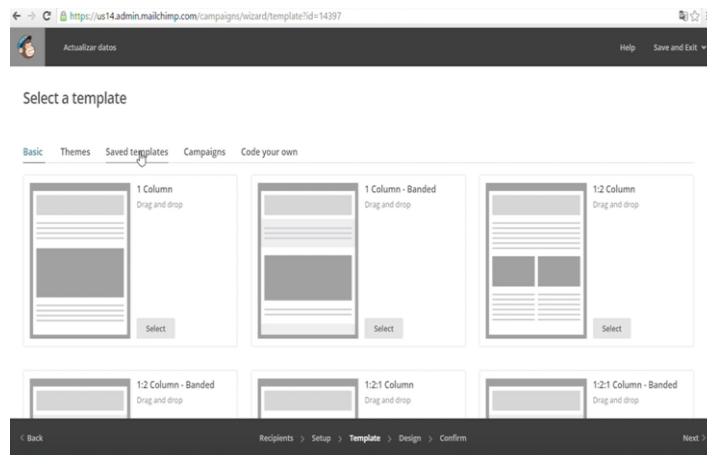 https://us14.admin.mailchimp.com/campaigns/wizard/template?id=14397
Actualizar datos
Help
Save and Exit
Select a template
Basic
Themes
Saved templates
Campaigns
Code your own
1 Column
Drag and drop
Select
1 Column - Banded
Drag and drop
Select
1:2 Column
Drag and drop
Select
1:2 Column - Banded
Drag and drop
1:2:1 Column
Drag and drop
1:2:1 Column - Banded
Drag and drop
< Back
Recipients > Setup > Template > Design > Confirm
Next >